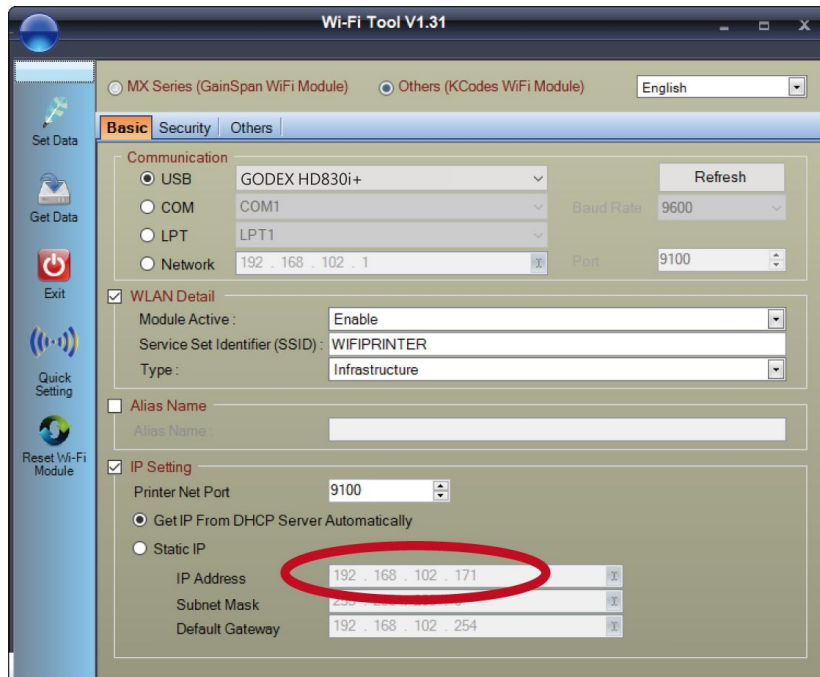 Wi-Fi Tool V1.31
MX Series (GainSpan WiFi Module) Others (KCodes WiFi Module) English
Set Data
Get Data
Exit
Quick
Setting
Reset Wi-Fi
Module
Basic Security Others
Communication
USB GODEX HD830i+ Refresh
COM COM1 Baud Rate 9600
LPT LPT1
Network 192 . 168 . 102 . 1 Port 9100
WLAN Detail
Module Active : Enable
Service Set Identifier (SSID) : WIFIPRINTER
Type : Infrastructure
Alias Name
Alias Name :
IP Setting
Printer Net Port 9100
Get IP From DHCP Server Automatically
Static IP
IP Address 192 . 168 . 102 . 171
Subnet Mask
Default Gateway 192 . 168 . 102 . 254